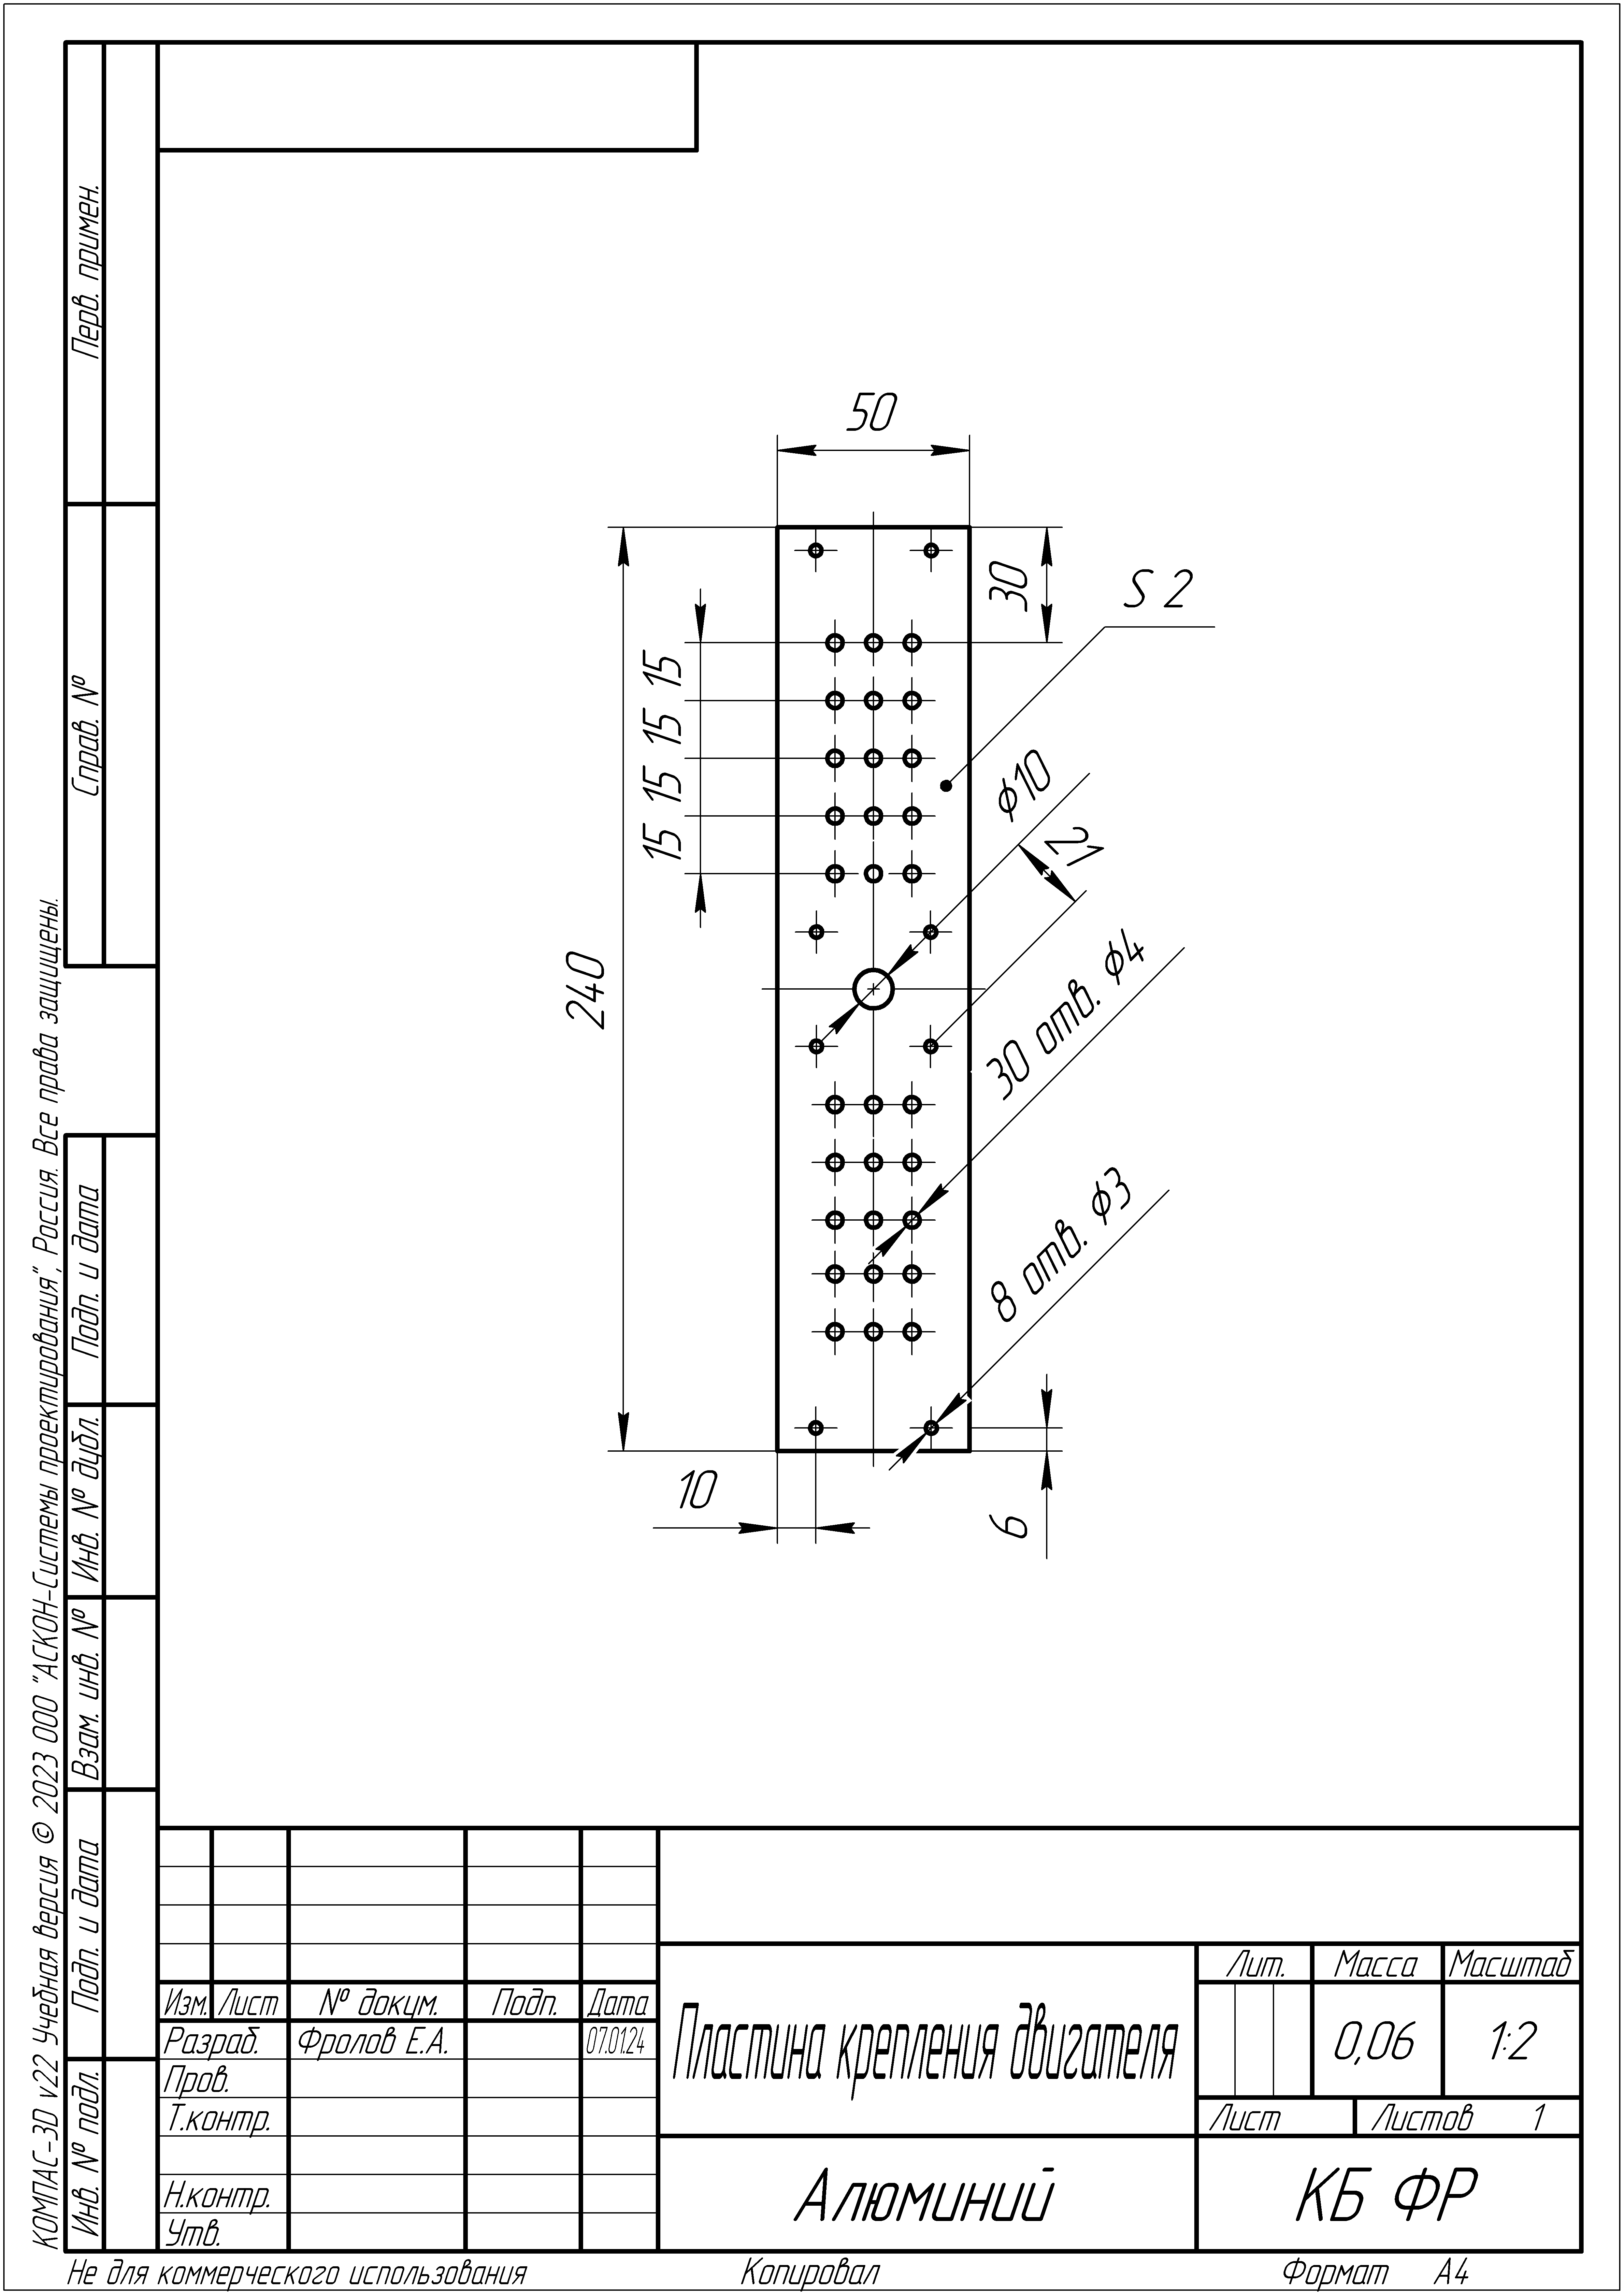 Перв. примен.
Справ. №
Подп. и дата
Инв. № дубл.
Взам. инв. №
Подп. и дата
Инв. № подл.
КОМПАС-3D v22 Учебная версия © 2023 ООО "АСКОН-Системы проектирования", Россия. Все права защищены.
50
30
S 2
15 15 15 15
ϕ10
21
240
30 отв. ϕ4
8 отв. ϕ3
10
6
Изм. Лист № докум. Подп. Дата
Разраб. Фролов Е.А. 07.01.24
Пров.
Т.контр.
Н.контр.
Утв.
Пластина крепления двигателя
Лит. Масса Масштаб
0,06 1:2
Лист Листов 1
Алюминий
КБ ФР
Не для коммерческого использования Копировал Формат А4